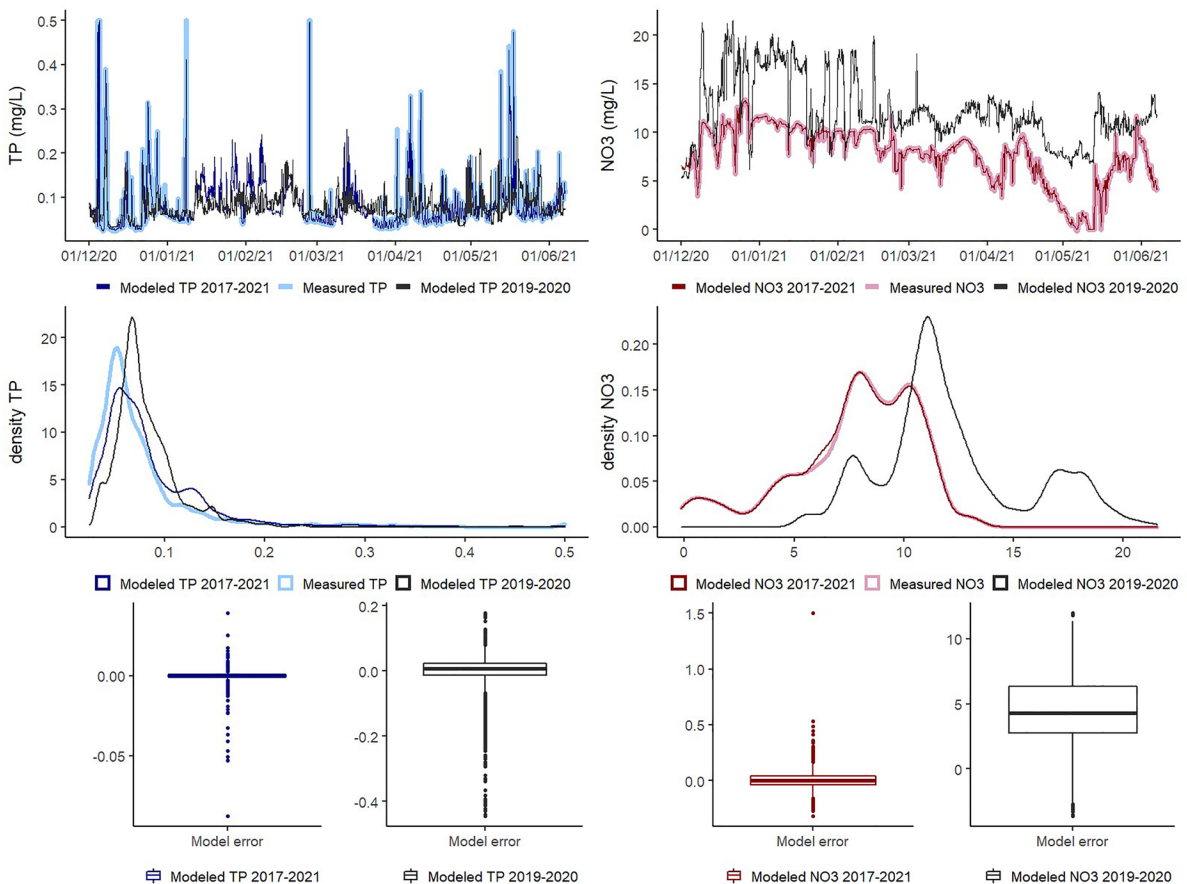 TP (mg/L)
0.5
0.4
0.3
0.2
0.1
01/12/20 01/01/21 01/02/21 01/03/21 01/04/21 01/05/21 01/06/21
Modeled TP 2017-2021 Measured TP Modeled TP 2019-2020
NO3 (mg/L)
20
15
10
5
0
01/12/20 01/01/21 01/02/21 01/03/21 01/04/21 01/05/21 01/06/21
Modeled NO3 2017-2021 Measured NO3 Modeled NO3 2019-2020
density TP
20
15
10
5
0
0.1 0.2 0.3 0.4 0.5
Modeled TP 2017-2021 Measured TP Modeled TP 2019-2020
density NO3
0.20
0.15
0.10
0.05
0.00
0 5 10 15 20
Modeled NO3 2017-2021 Measured NO3 Modeled NO3 2019-2020
0.00
-0.05
Model error
Modeled TP 2017-2021
0.2
0.0
-0.2
-0.4
Model error
Modeled TP 2019-2020
1.5
1.0
0.5
0.0
Model error
Modeled NO3 2017-2021
10
5
0
Model error
Modeled NO3 2019-2020